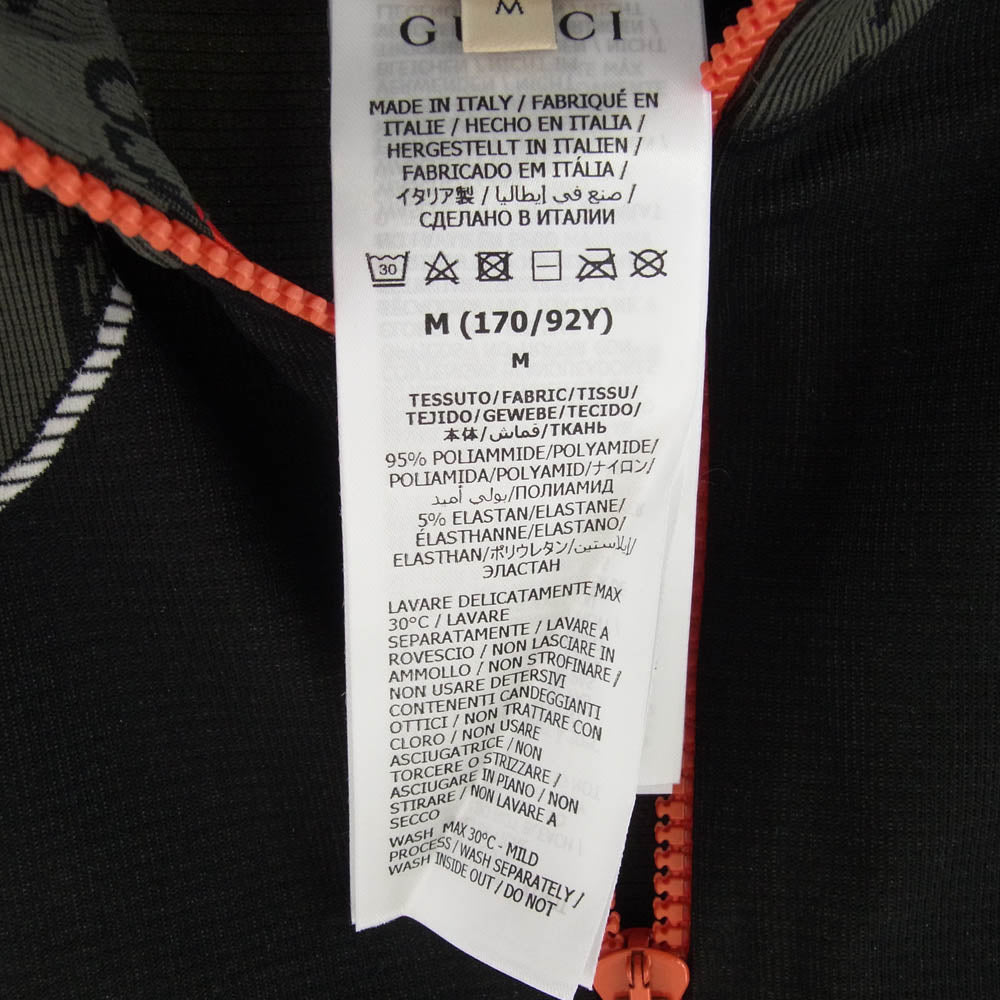 M
GUCCI
MADE IN ITALY / FABRIQUÉ EN
ITALIE / HECHO EN ITALIA /
HERGESTELLT IN ITALIEN /
FABRICADO EM ITÁLIA /
イタリア製 / صنع في إيطاليا /
СДЕЛАНО В ИТАЛИИ
30
M (170/92Y)
M
TESSUTO/FABRIC/TISSU/
TEJIDO/GEWEBE/TECIDO/
本体/قماش/ТКАНЬ
95% POLIAMMIDE/POLYAMIDE/
POLIAMIDA/POLYAMID/ナイロン/
بولي أميد/ПОЛИАМИД
5% ELASTAN/ELASTANE/
ÉLASTHANNE/ELASTANO/
ELASTHAN/ポリウレタン/إيلاستين/
ЭЛАСТАН
LAVARE DELICATAMENTE MAX
30°C / LAVARE
SEPARATAMENTE / LAVARE A
ROVESCIO / NON LASCIARE IN
AMMOLLO / NON STROFINARE /
NON USARE DETERSIVI
CONTENENTI CANDEGGIANTI
OTTICI / NON TRATTARE CON
CLORO / NON USARE
ASCIUGATRICE / NON
TORCERE O STRIZZARE /
ASCIUGARE IN PIANO / NON
STIRARE / NON LAVARE A
SECCO
WASH MAX 30°C - MILD
PROCESS / WASH SEPARATELY /
WASH INSIDE OUT / DO NOT